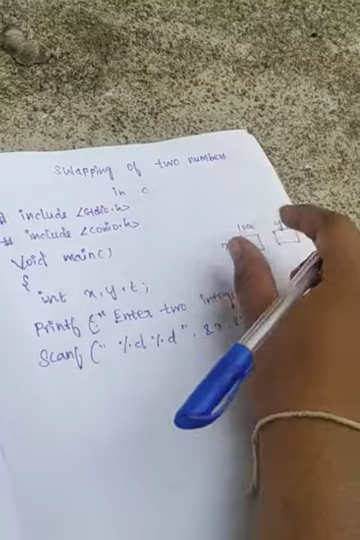 Swapping of two numbers
in c
# include <stdio.h>
# include <conio.h>
Void main()
{
int x,y,t;
Printf (" Enter two integ
Scanf (" %d %d ", &x,